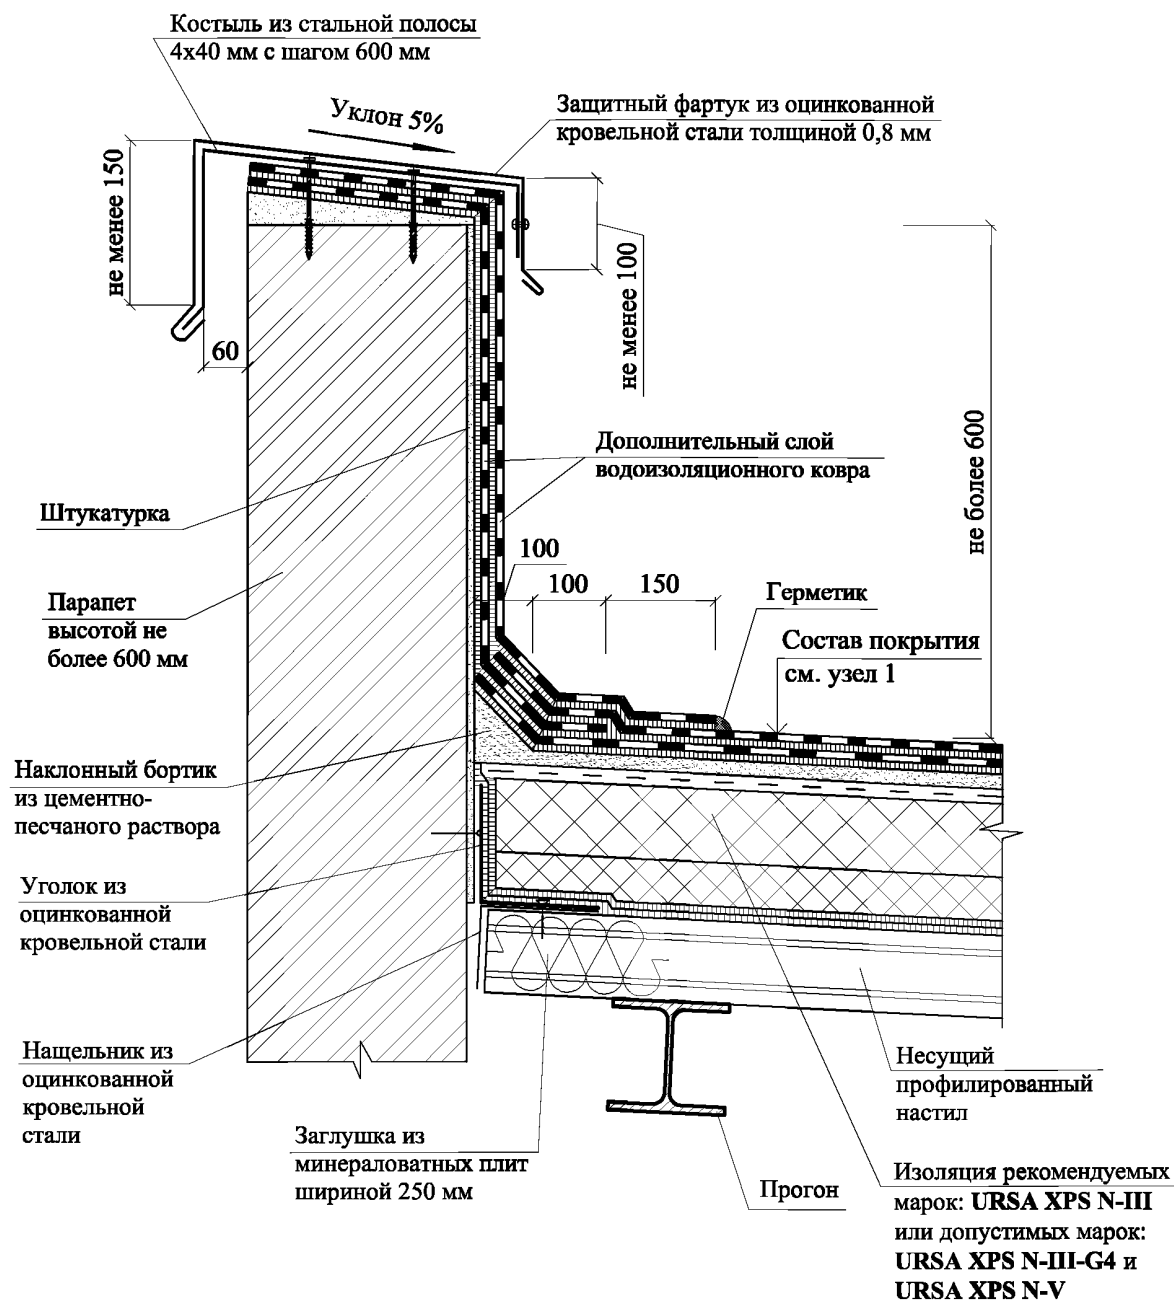 Костыль из стальной полосы
4х40 мм с шагом 600 мм
Уклон 5%
Защитный фартук из оцинкованной
кровельной стали толщиной 0,8 мм
не менее 150
60
не менее 100
не более 600
Дополнительный слой
водоизоляционного ковра
Штукатурка
100
100
150
Герметик
Парапет
высотой не
более 600 мм
Состав покрытия
см. узел 1
Наклонный бортик
из цементно-
песчаного раствора
Уголок из
оцинкованной
кровельной стали
Нащельник из
оцинкованной
кровельной
стали
Заглушка из
минераловатных плит
шириной 250 мм
Прогон
Несущий
профилированный
настил
Изоляция рекомендуемых
марок: URSA XPS N-III
или допустимых марок:
URSA XPS N-III-G4 и
URSA XPS N-V